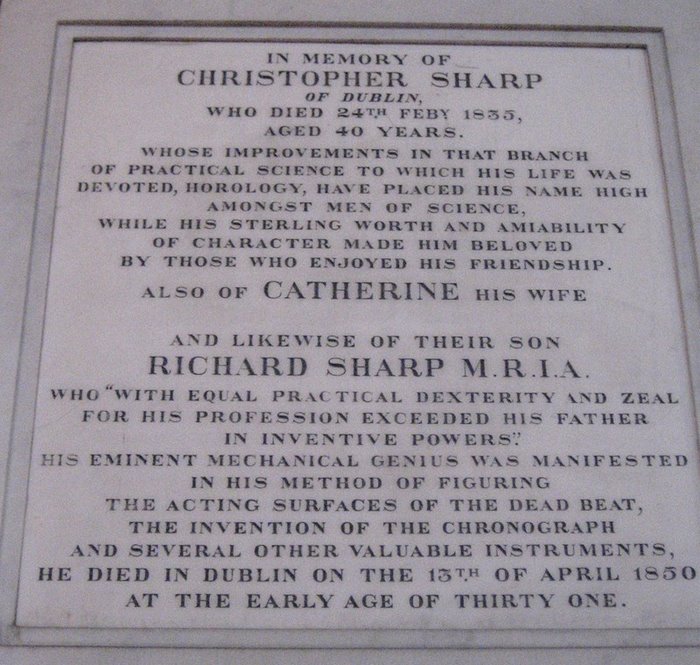 IN MEMORY OF
CHRISTOPHER SHARP
OF DUBLIN,
WHO DIED 24TH FEBY 1835,
AGED 40 YEARS.
WHOSE IMPROVEMENTS IN THAT BRANCH
OF PRACTICAL SCIENCE TO WHICH HIS LIFE WAS
DEVOTED, HOROLOGY, HAVE PLACED HIS NAME HIGH
AMONGST MEN OF SCIENCE,
WHILE HIS STERLING WORTH AND AMIABILITY
OF CHARACTER MADE HIM BELOVED
BY THOSE WHO ENJOYED HIS FRIENDSHIP.
ALSO OF CATHERINE HIS WIFE
AND LIKEWISE OF THEIR SON
RICHARD SHARP M.R.I.A.
WHO "WITH EQUAL PRACTICAL DEXTERITY AND ZEAL
FOR HIS PROFESSION EXCEEDED HIS FATHER
IN INVENTIVE POWERS".
HIS EMINENT MECHANICAL GENIUS WAS MANIFESTED
IN HIS METHOD OF FIGURING
THE ACTING SURFACES OF THE DEAD BEAT,
THE INVENTION OF THE CHRONOGRAPH
AND SEVERAL OTHER VALUABLE INSTRUMENTS,
HE DIED IN DUBLIN ON THE 13TH OF APRIL 1850
AT THE EARLY AGE OF THIRTY ONE.